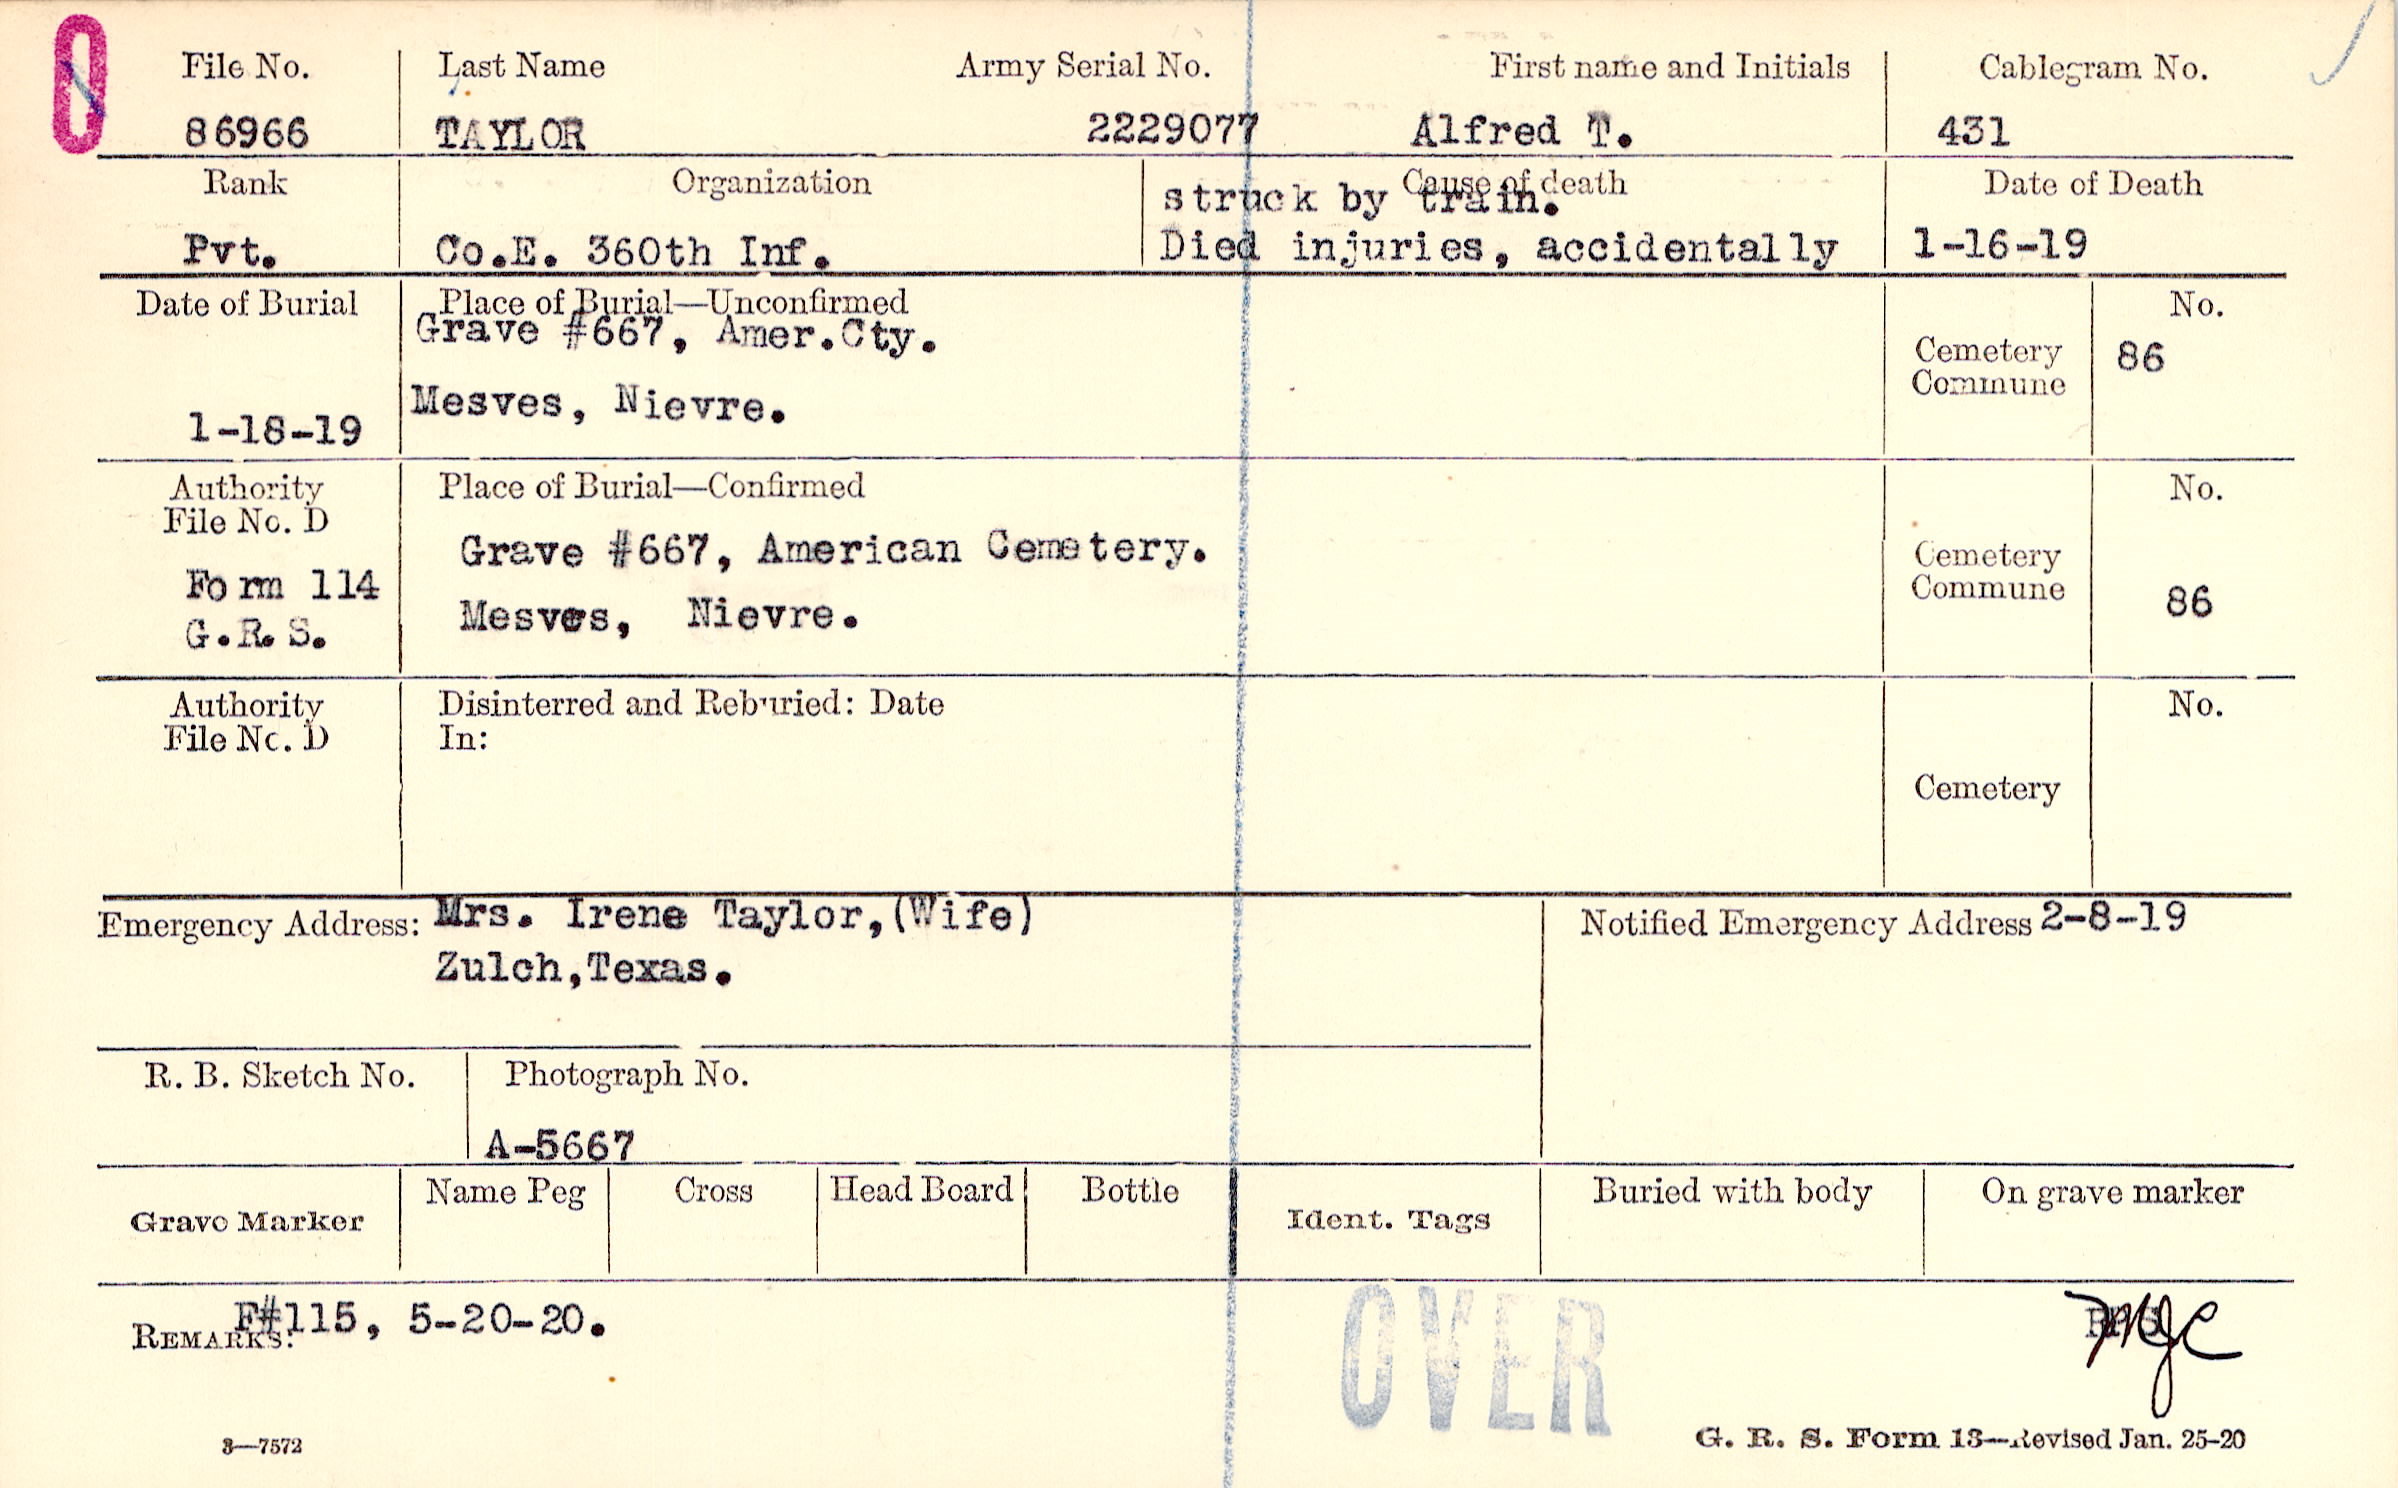 File No. Last Name Army Serial No. First name and Initials Cablegram No.
86966 TAYLOR 2229077 Alfred T. 431
Rank Organization Cause of death Date of Death
struck by train.
Pvt. Co.E. 360th Inf. Died injuries, accidentally 1-16-19
Date of Burial Place of Burial—Unconfirmed No.
Grave #667, Amer.Cty.
Cemetery 86
Commune
Mesves, Nievre.
1-18-19
Authority Place of Burial—Confirmed No.
File No. D
Grave #667, American Cemetery.
Cemetery
Form 114 Commune 86
Mesves, Nievre.
G.R.S.
Authority Disinterred and Reburied: Date No.
File No. D In:
Cemetery
Emergency Address: Mrs. Irene Taylor,(Wife) Notified Emergency Address 2-8-19
Zulch,Texas.
R. B. Sketch No. Photograph No.
A-5667
Name Peg Cross Head Board Bottle Buried with body On grave marker
Grave Marker Ident. Tags
REMARKS: F#115, 5-20-20.
OVER
3—7572 G. R. S. Form 13—Revised Jan. 25-20